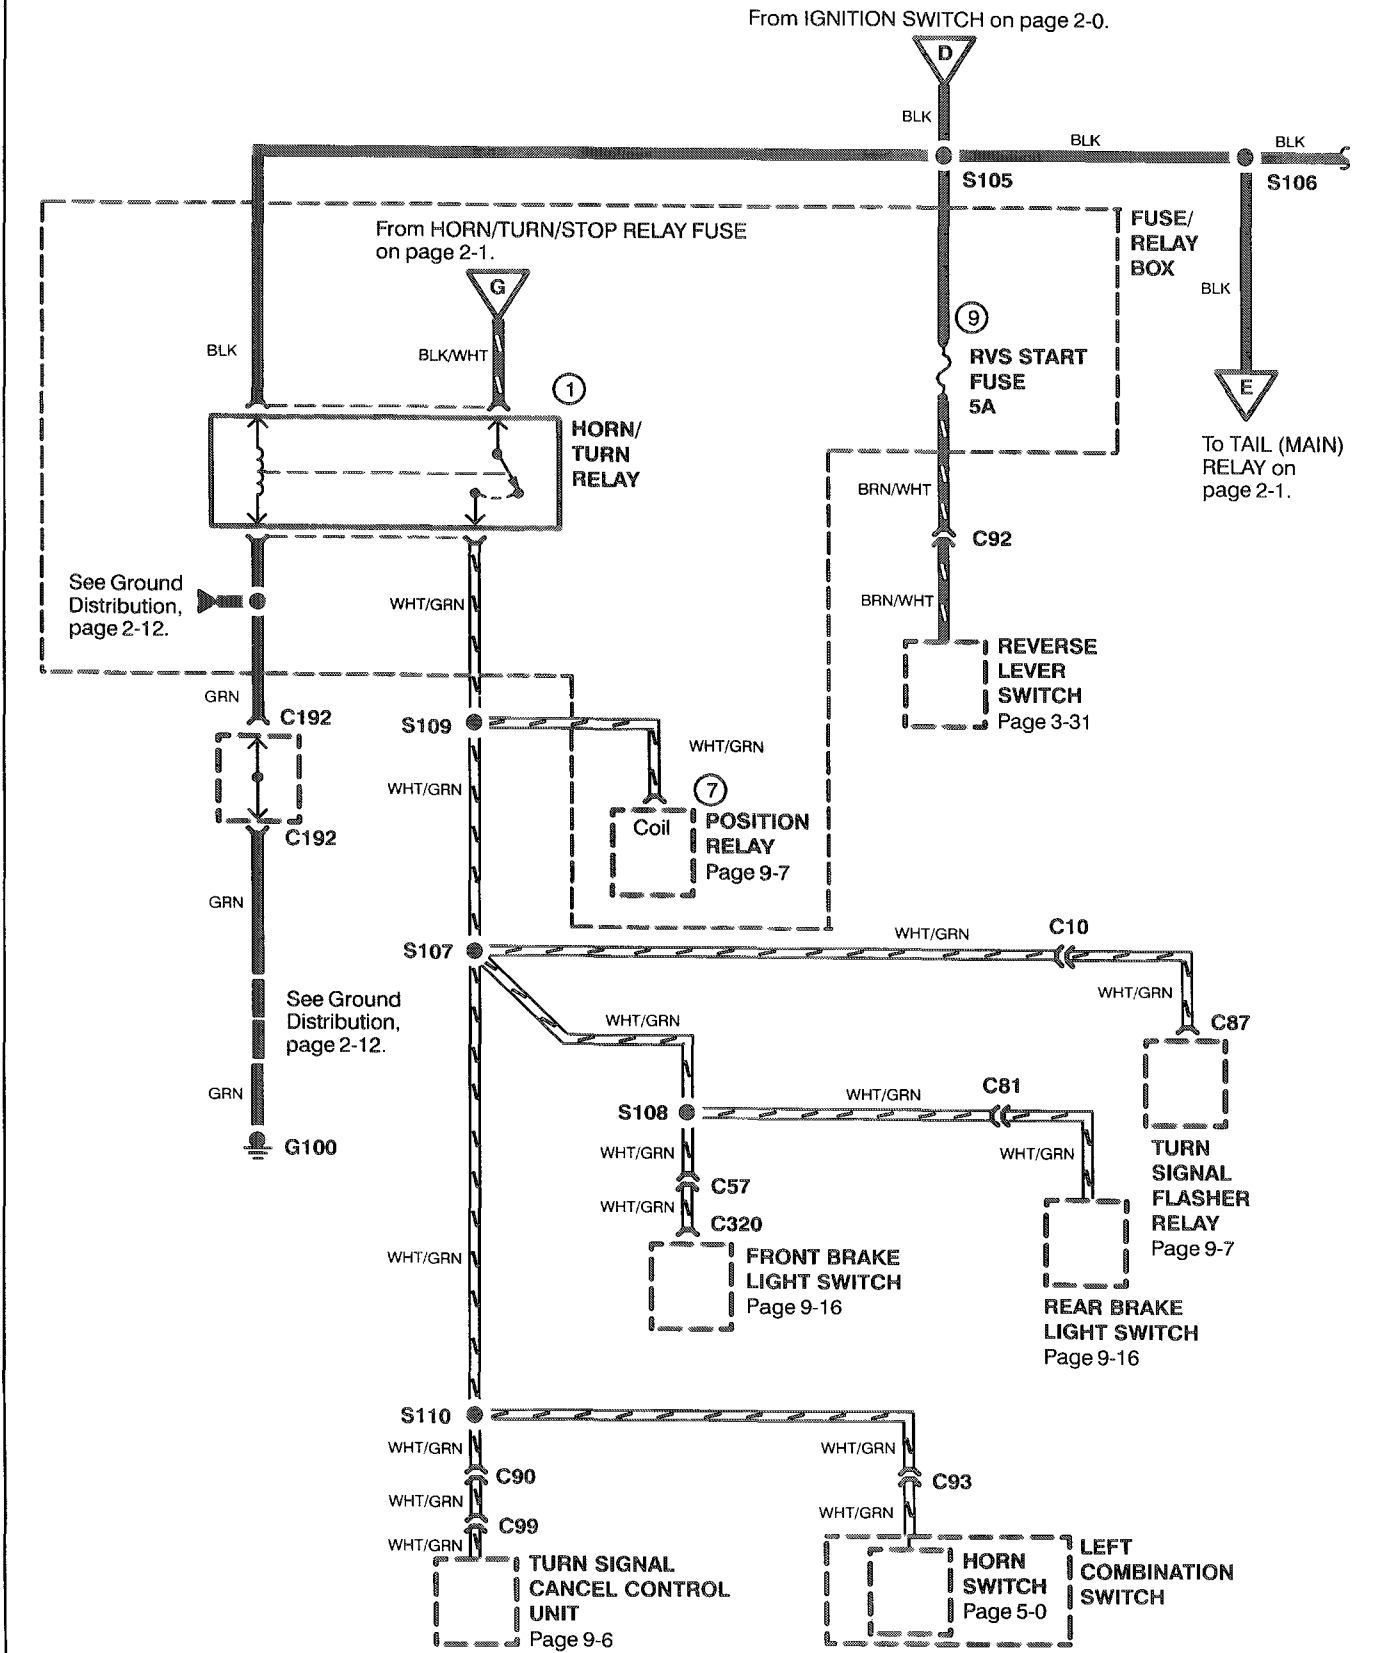 From IGNITION SWITCH on page 2-0.
D
BLK
BLK
BLK
S105
S106
FUSE/
RELAY
BOX
From HORN/TURN/STOP RELAY FUSE
on page 2-1.
G
BLK
BLK
BLK/WHT
9
RVS START
FUSE
5A
E
1
HORN/
TURN
RELAY
To TAIL (MAIN)
RELAY on
page 2-1.
BRN/WHT
C92
See Ground
Distribution,
page 2-12.
WHT/GRN
BRN/WHT
REVERSE
LEVER
SWITCH
Page 3-31
GRN
C192
S109
WHT/GRN
WHT/GRN
7
Coil
POSITION
RELAY
Page 9-7
C192
GRN
S107
WHT/GRN
C10
WHT/GRN
See Ground
Distribution,
page 2-12.
WHT/GRN
C87
GRN
S108
WHT/GRN
C81
G100
WHT/GRN
WHT/GRN
TURN
SIGNAL
FLASHER
RELAY
Page 9-7
C57
WHT/GRN
C320
WHT/GRN
FRONT BRAKE
LIGHT SWITCH
Page 9-16
REAR BRAKE
LIGHT SWITCH
Page 9-16
S110
WHT/GRN
WHT/GRN
C90
C93
WHT/GRN
WHT/GRN
C99
WHT/GRN
TURN SIGNAL
CANCEL CONTROL
UNIT
Page 9-6
HORN
SWITCH
Page 5-0
LEFT
COMBINATION
SWITCH